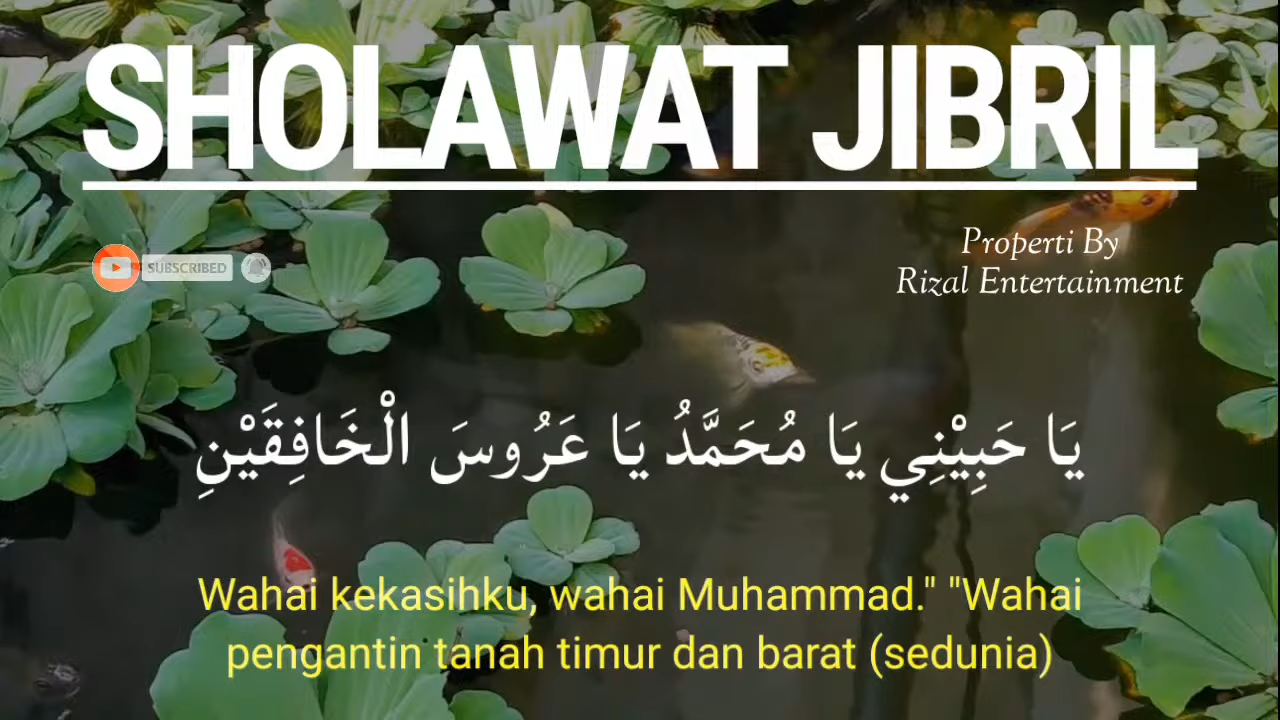 SHOLAWAT JIBRIL
Properti By
Rizal Entertainment
SUBSCRIBED
يَا حَبِيْنِي يَا مُحَمَّدُ يَا عَرُوسَ الْخَافِقَيْنِ
Wahai kekasihku, wahai Muhammad." "Wahai
pengantin tanah timur dan barat (sedunia)